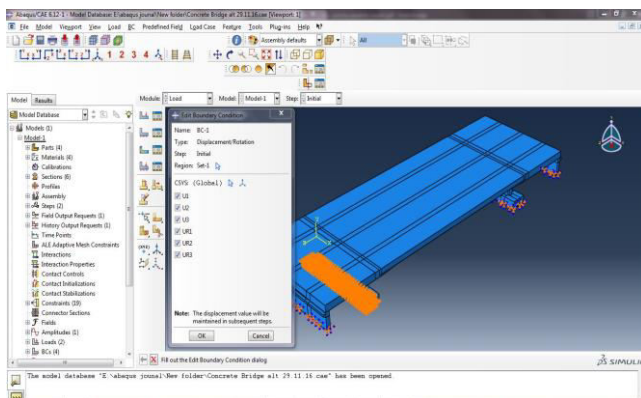 Abaqus/CAE 6.12-1 - Model Database: E:\abaqus jounal\New folder\Concrete Bridge alt 29.11.16.cae [Viewport: 1]
File Model Viewport View Load BC Predefined Field Load Case Feature Tools Plug-ins Help
Assembly defaults All
1 2 3 4
Model Results
Module: Load Model: Model-1 Step: Initial
Model Database
Models (1)
Model-1
Parts (4)
Materials (4)
Calibrations
Sections (6)
Profiles
Assembly
Steps (2)
Field Output Requests (1)
History Output Requests (1)
Time Points
ALE Adaptive Mesh Constraints
Interactions
Interaction Properties
Contact Controls
Contact Initializations
Contact Stabilizations
Constraints (19)
Connector Sections
Fields
Amplitudes (1)
Loads (2)
BCs (4)
Edit Boundary Condition
Name: BC-1
Type: Displacement/Rotation
Step: Initial
Region: Set-1
CSYS: (Global)
U1
U2
U3
UR1
UR2
UR3
Note: The displacement value will be
maintained in subsequent steps.
OK Cancel
Fill out the Edit Boundary Condition dialog
SIMULIA
The model database "E:\abaqus jounal\New folder\Concrete Bridge alt 29.11.16.cae" has been opened.